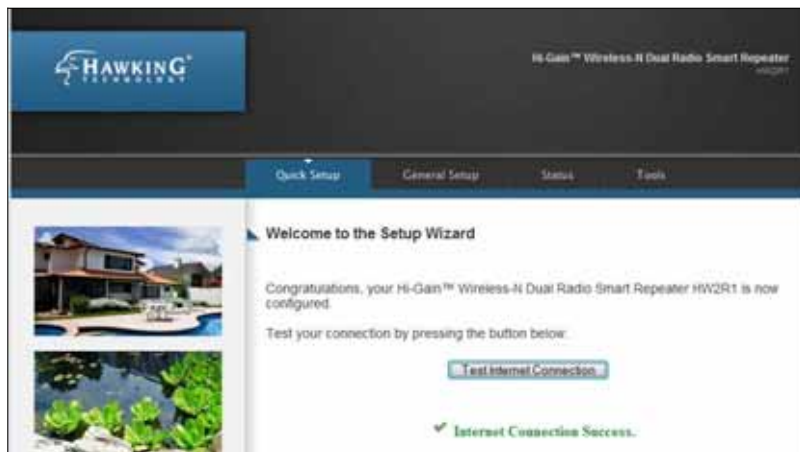 HAWKING®
TECHNOLOGY
Hi-Gain™ Wireless-N Dual Radio Smart Repeater
HW2R1
Quick Setup
General Setup
Status
Tools
Welcome to the Setup Wizard
Congratulations, your Hi-Gain™ Wireless-N Dual Radio Smart Repeater HW2R1 is now
configured.
Test your connection by pressing the button below:
Test Internet Connection
Internet Connection Success.